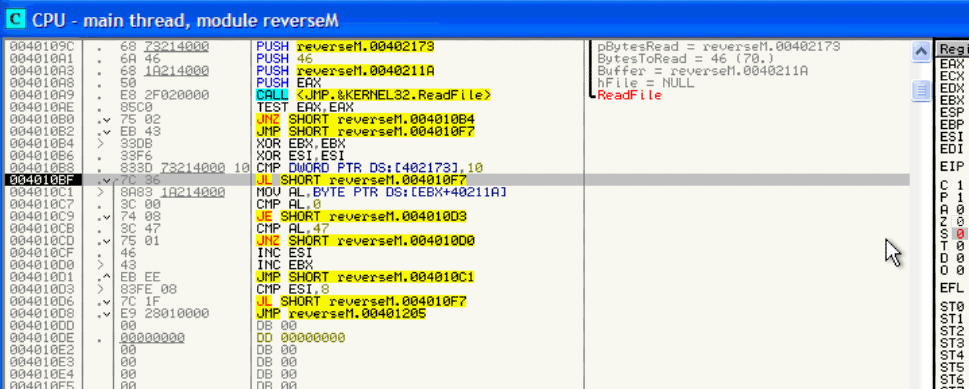 C CPU - main thread, module reverseM
0040109C . 68 73214000 PUSH reverseM.00402173 pBytesRead = reverseM.00402173
004010A1 . 6A 46 PUSH 46 BytesToRead = 46 (70.)
004010A3 . 68 1A214000 PUSH reverseM.0040211A Buffer = reverseM.0040211A
004010A8 . 50 PUSH EAX hFile = NULL
004010A9 . E8 2F020000 CALL <JMP.&KERNEL32.ReadFile> ReadFile
004010AE . 85C0 TEST EAX,EAX
004010B0 .v 75 02 JNZ SHORT reverseM.004010B4
004010B2 .v EB 43 JMP SHORT reverseM.004010F7
004010B4 > 33DB XOR EBX,EBX
004010B6 . 33F6 XOR ESI,ESI
004010B8 . 833D 73214000 10 CMP DWORD PTR DS:[402173],10
004010BF .v 7C 36 JL SHORT reverseM.004010F7
004010C1 > 8A83 1A214000 MOV AL,BYTE PTR DS:[EBX+40211A]
004010C7 . 3C 00 CMP AL,0
004010C9 .v 74 08 JE SHORT reverseM.004010D3
004010CB . 3C 47 CMP AL,47
004010CD .v 75 01 JNZ SHORT reverseM.004010D0
004010CF . 46 INC ESI
004010D0 > 43 INC EBX
004010D1 .^ EB EE JMP SHORT reverseM.004010C1
004010D3 > 83FE 08 CMP ESI,8
004010D6 .v 7C 1F JL SHORT reverseM.004010F7
004010D8 .v E9 28010000 JMP reverseM.00401205
004010DD 00 DB 00
004010DE . 00000000 DD 00000000
004010E2 00 DB 00
004010E3 00 DB 00
004010E4 00 DB 00
004010E5 00 DB 00
Regi
EAX
ECX
EDX
EBX
ESP
EBP
ESI
EDI
EIP
C 1
P 1
A 0
Z 0
S 0
T 0
D 0
O 0
EFL
ST0
ST1
ST2
ST3
ST4
ST5
ST6